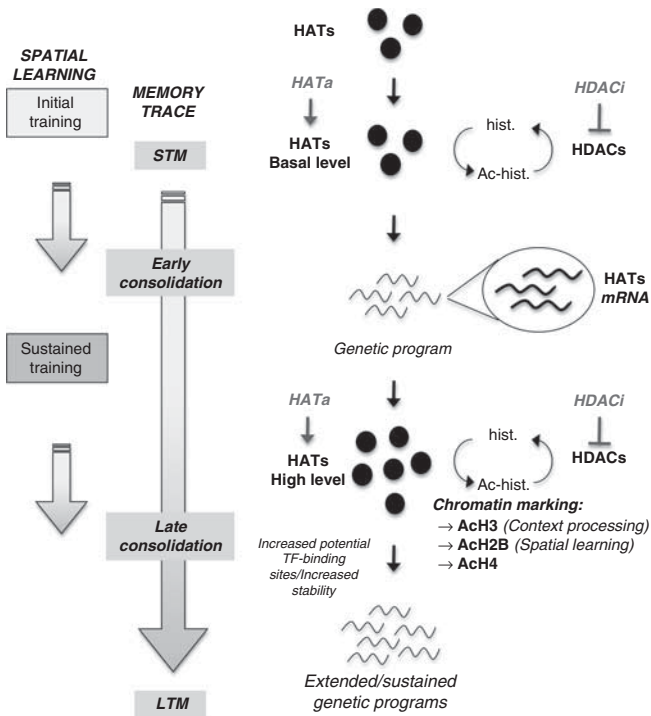 SPATIAL
LEARNING
Initial
training
Sustained
training
MEMORY
TRACE
STM
Early
consolidation
Late
consolidation
LTM
HATs
HATa
HATs
Basal level
hist.
Ac-hist.
HDACi
HDACs
HATs
mRNA
Genetic program
HATa
HATs
High level
hist.
Ac-hist.
HDACi
HDACs
Chromatin marking:
→ AcH3 (Context processing)
→ AcH2B (Spatial learning)
→ AcH4
Increased potential
TF-binding
sites/Increased
stability
Extended/sustained
genetic programs